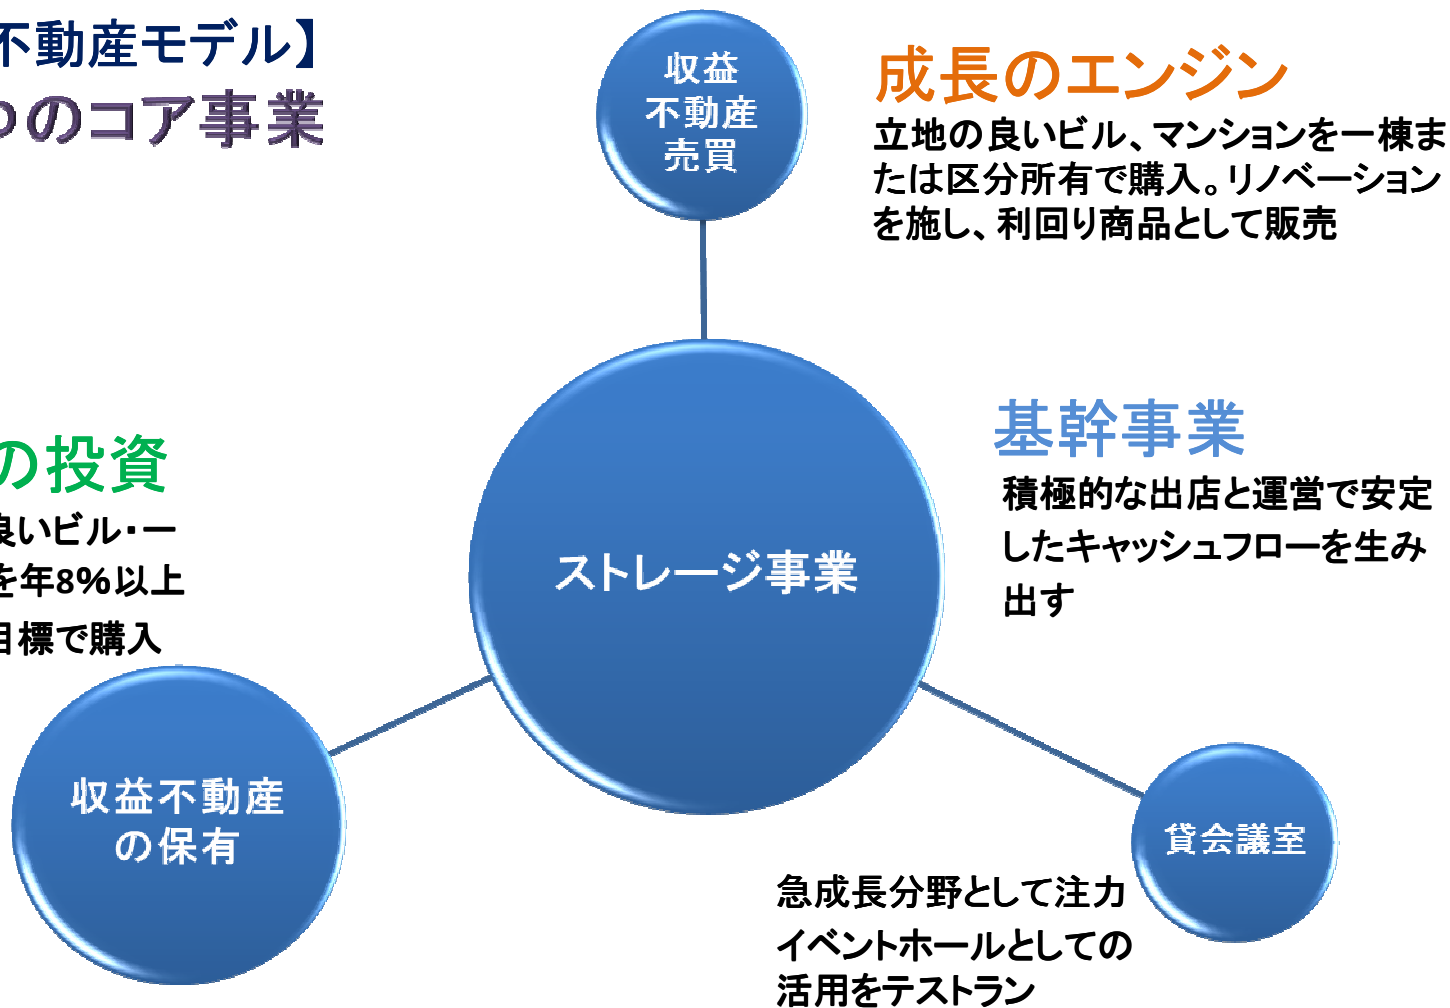 不動産モデル】
つのコア事業
収益
不動産
売買
成長のエンジン
立地の良いビル、マンションを一棟ま
たは区分所有で購入。リノベーション
を施し、利回り商品として販売
基幹事業
積極的な出店と運営で安定
したキャッシュフローを生み
出す
ストレージ事業
の投資
良いビル・一
を年8%以上
目標で購入
収益不動産
の保有
貸会議室
急成長分野として注力
イベントホールとしての
活用をテストラン